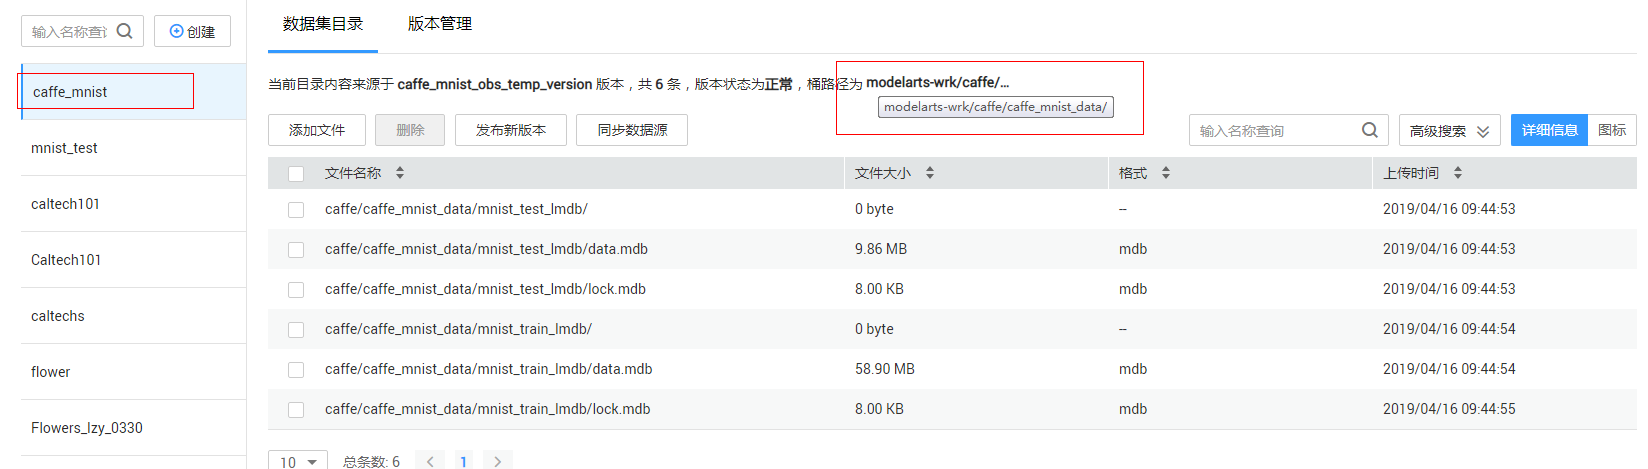 输入名称查询
创建
caffe_mnist
mnist_test
caltech101
Caltech101
caltechs
flower
Flowers_lzy_0330
数据集目录 版本管理
当前目录内容来源于 caffe_mnist_obs_temp_version 版本，共 6 条，版本状态为正常，桶路径为 modelarts-wrk/caffe/...
modelarts-wrk/caffe/caffe_mnist_data/
添加文件 删除 发布新版本 同步数据源 输入名称查询 高级搜索 详细信息 图标
文件名称 文件大小 格式 上传时间
caffe/caffe_mnist_data/mnist_test_lmdb/ 0 byte -- 2019/04/16 09:44:53
caffe/caffe_mnist_data/mnist_test_lmdb/data.mdb 9.86 MB mdb 2019/04/16 09:44:53
caffe/caffe_mnist_data/mnist_test_lmdb/lock.mdb 8.00 KB mdb 2019/04/16 09:44:53
caffe/caffe_mnist_data/mnist_train_lmdb/ 0 byte -- 2019/04/16 09:44:54
caffe/caffe_mnist_data/mnist_train_lmdb/data.mdb 58.90 MB mdb 2019/04/16 09:44:54
caffe/caffe_mnist_data/mnist_train_lmdb/lock.mdb 8.00 KB mdb 2019/04/16 09:44:55
10 总条数: 6 < 1 >